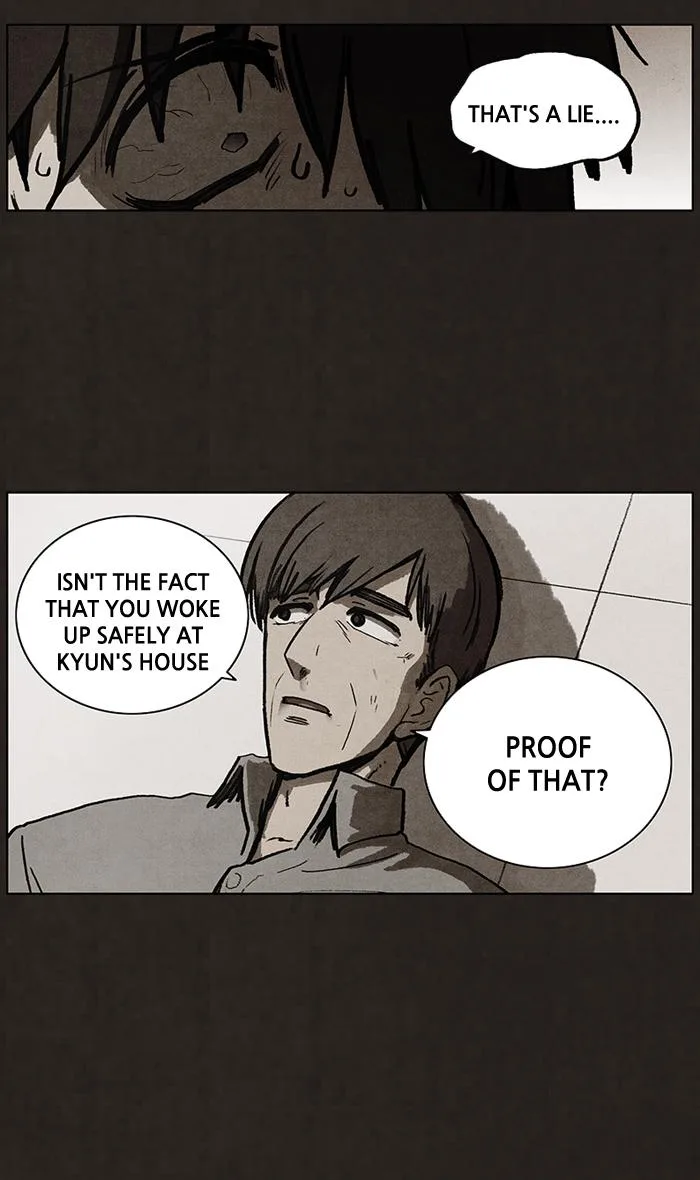 THAT'S A LIE....
ISN'T THE FACT
THAT YOU WOKE
UP SAFELY AT
KYUN'S HOUSE
PROOF
OF THAT?